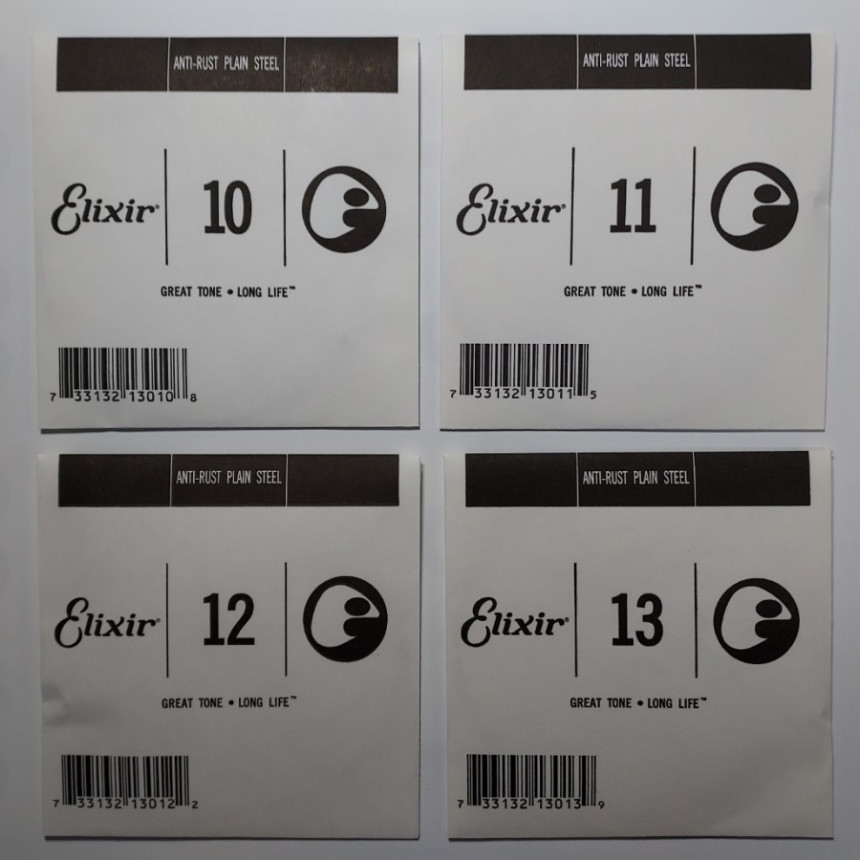 ANTI-RUST PLAIN STEEL
Elixir® 10
GREAT TONE • LONG LIFE™
7 33132 13010 8
ANTI-RUST PLAIN STEEL
Elixir® 11
GREAT TONE • LONG LIFE™
7 33132 13011 5
ANTI-RUST PLAIN STEEL
Elixir® 12
GREAT TONE • LONG LIFE™
7 33132 13012 2
ANTI-RUST PLAIN STEEL
Elixir® 13
GREAT TONE • LONG LIFE™
7 33132 13013 9